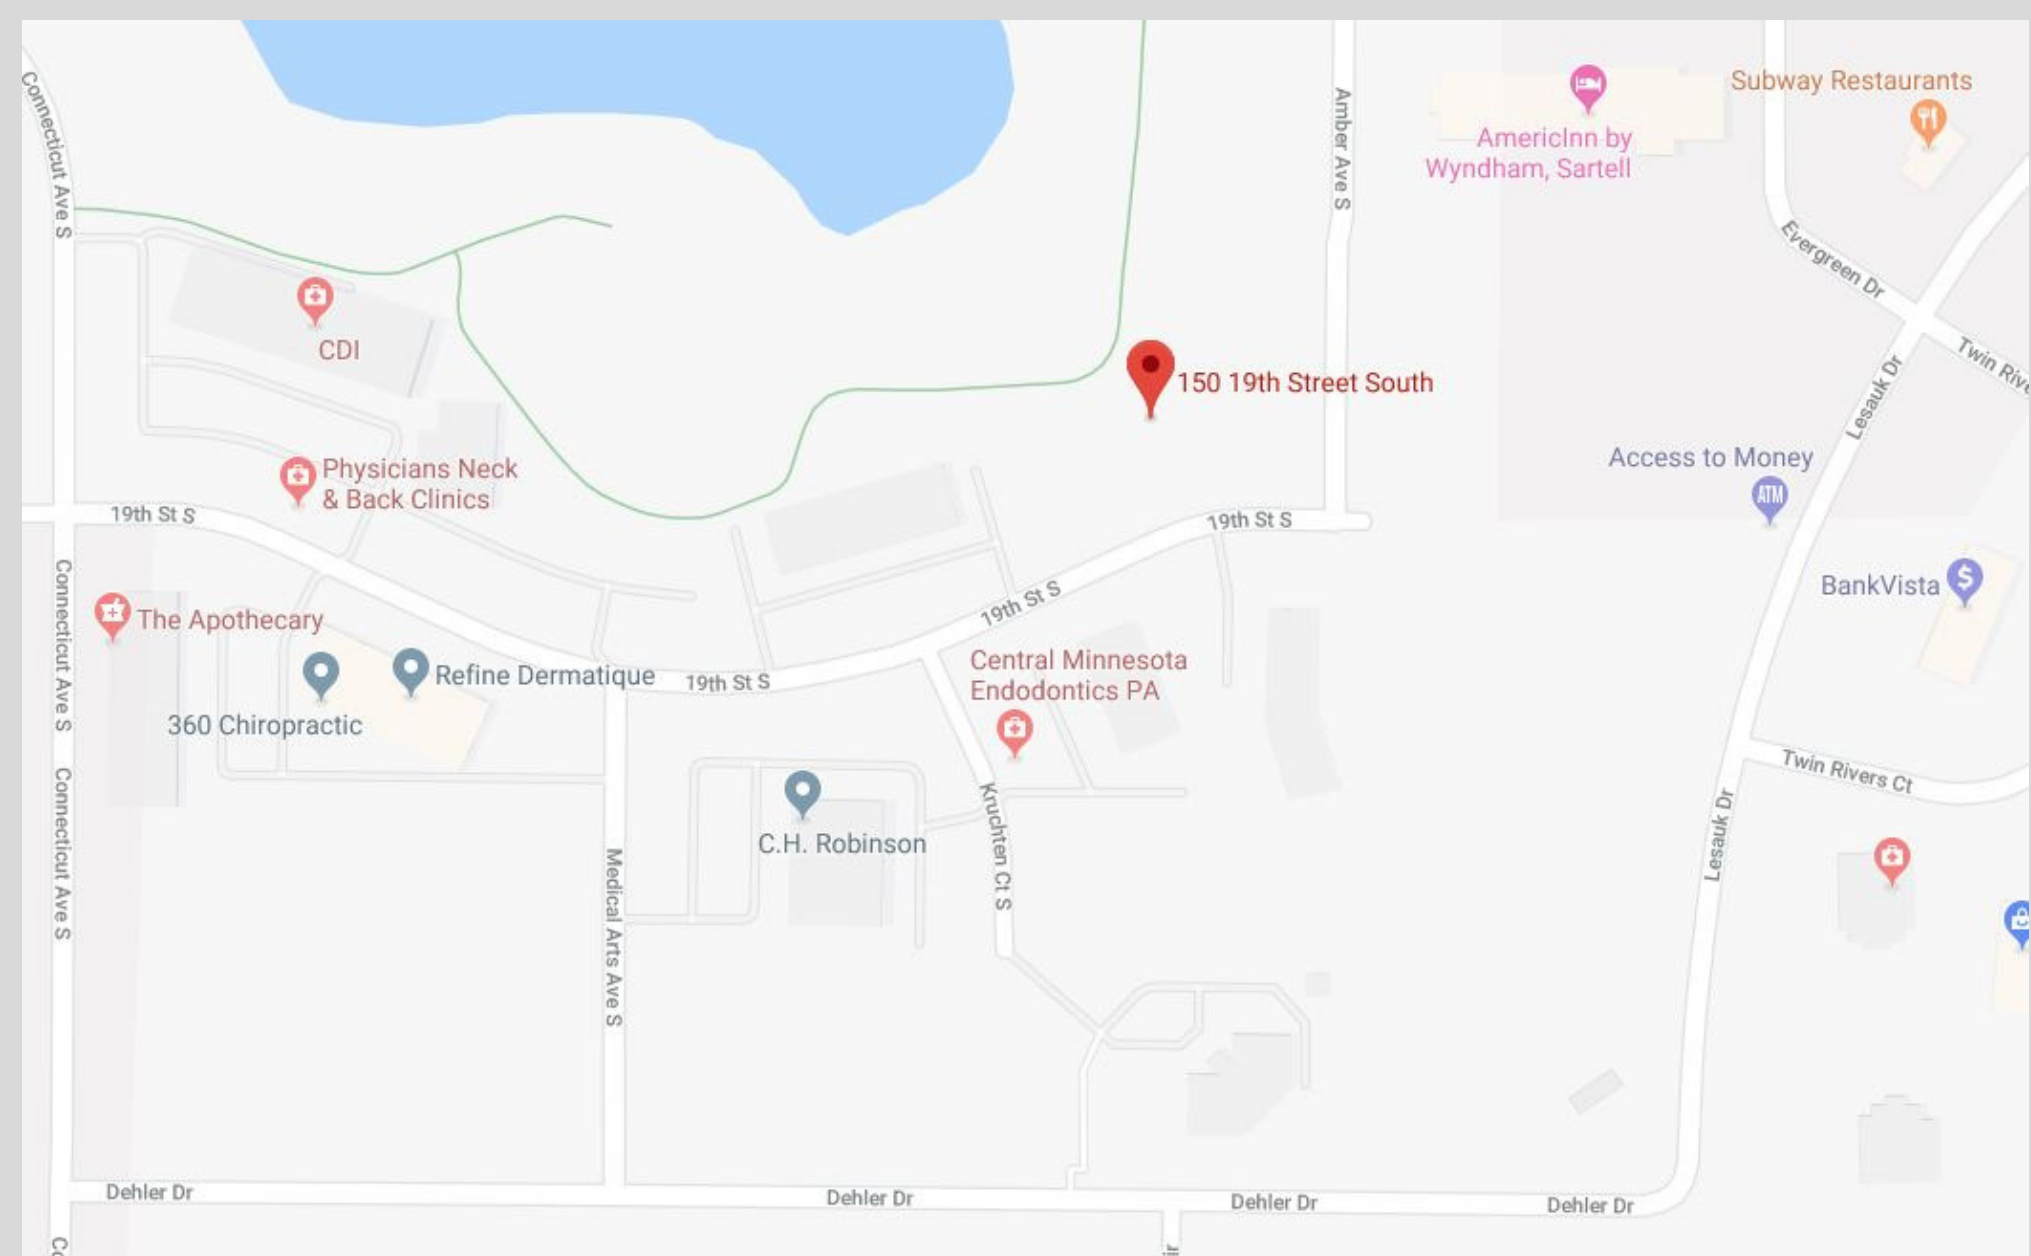 Connecticut Ave S
Amber Ave S
Subway Restaurants
AmericInn by
Wyndham, Sartell
Evergreen Dr
Twin Rive
CDI
150 19th Street South
Lesauk Dr
Access to Money
ATM
Physicians Neck
& Back Clinics
19th St S
19th St S
Connecticut Ave S
The Apothecary
19th St S
BankVista
$
Refine Dermatique
19th St S
Central Minnesota
Endodontics PA
360 Chiropractic
Twin Rivers Ct
Connecticut Ave S
Kruchten Ct S
Lesauk Dr
C.H. Robinson
Medical Arts Ave S
Dehler Dr
Dehler Dr
Dehler Dr
Dehler Dr